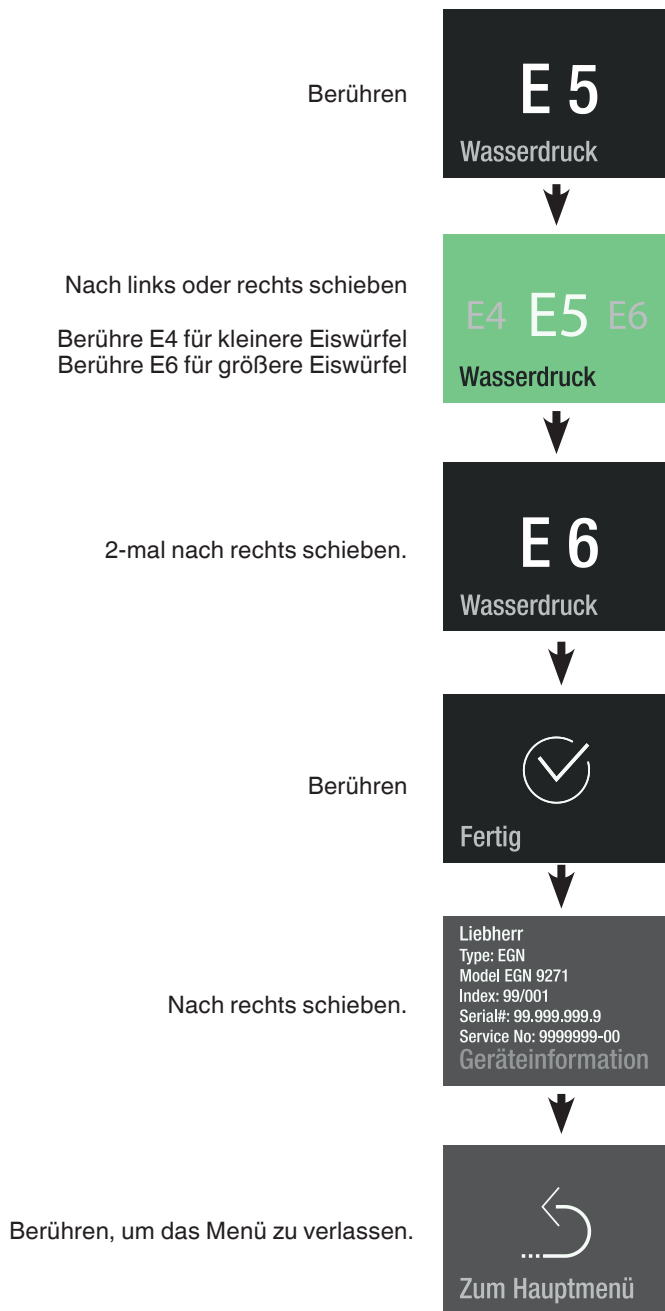 Berühren
E 5
Wasserdruck
Nach links oder rechts schieben
Berühre E4 für kleinere Eiswürfel
Berühre E6 für größere Eiswürfel
E4 E5 E6
Wasserdruck
2-mal nach rechts schieben.
E 6
Wasserdruck
Berühren
Fertig
Nach rechts schieben.
Liebherr
Type: EGN
Model EGN 9271
Index: 99/001
Serial#: 99.999.999.9
Service No: 9999999-00
Geräteinformation
Berühren, um das Menü zu verlassen.
Zum Hauptmenü